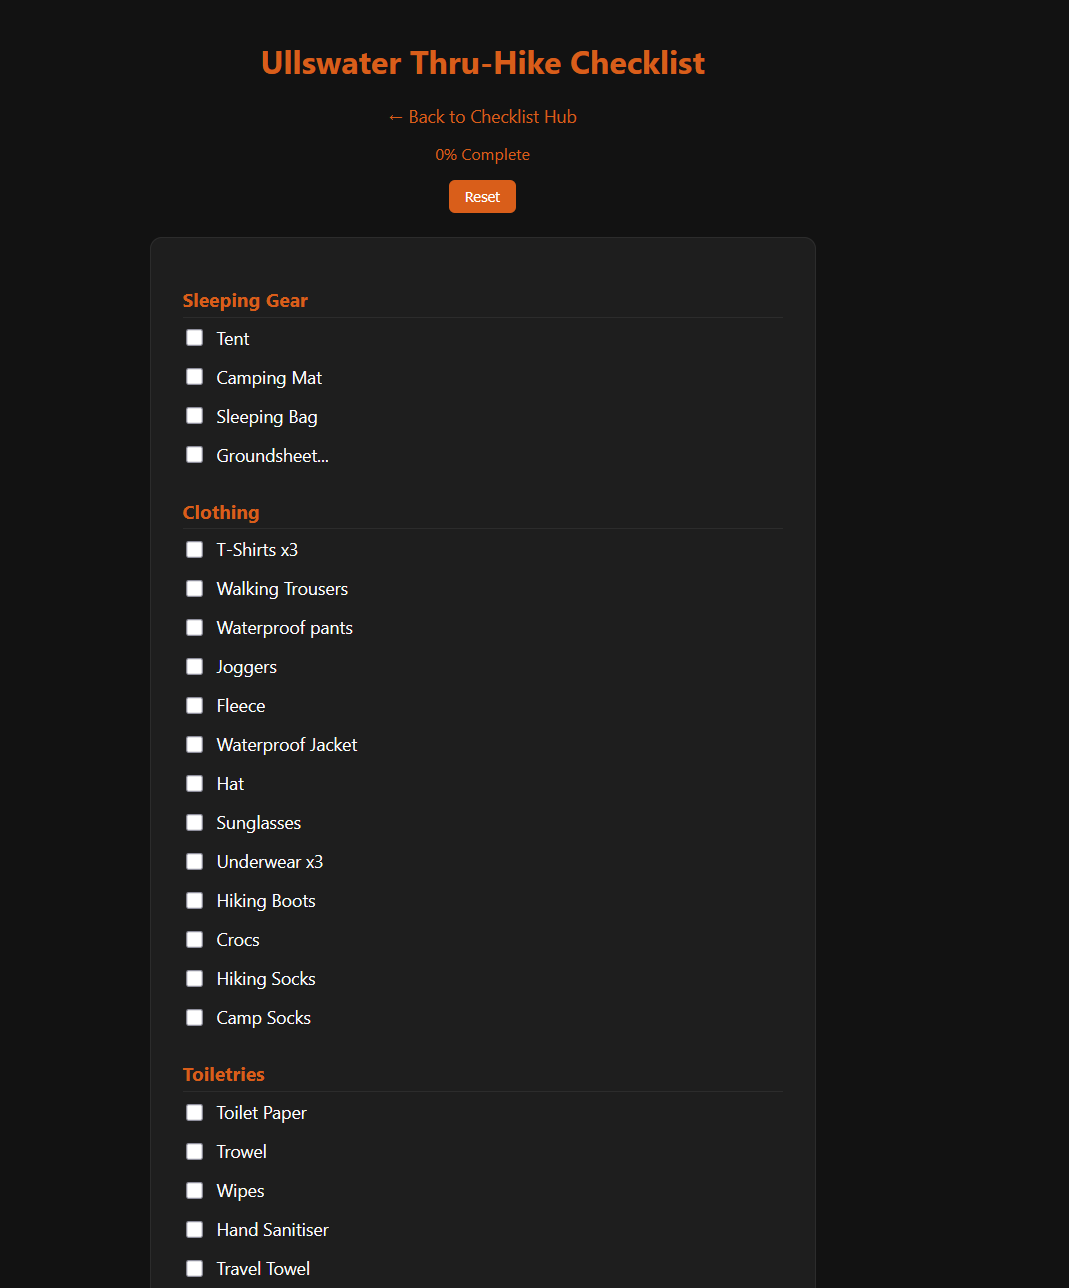 Ullswater Thru-Hike Checklist
← Back to Checklist Hub
0% Complete
Reset
Sleeping Gear
Tent
Camping Mat
Sleeping Bag
Groundsheet...
Clothing
T-Shirts x3
Walking Trousers
Waterproof pants
Joggers
Fleece
Waterproof Jacket
Hat
Sunglasses
Underwear x3
Hiking Boots
Crocs
Hiking Socks
Camp Socks
Toiletries
Toilet Paper
Trowel
Wipes
Hand Sanitiser
Travel Towel